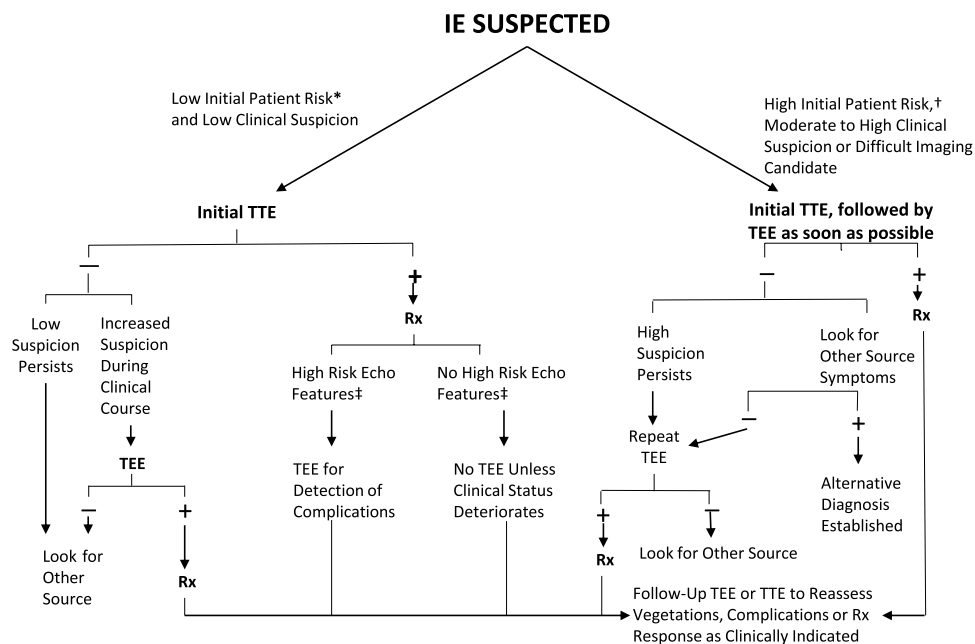 IE SUSPECTED
Low Initial Patient Risk*
and Low Clinical Suspicion
High Initial Patient Risk,†
Moderate to High Clinical
Suspicion or Difficult Imaging
Candidate
Initial TTE
Initial TTE, followed by
TEE as soon as possible
−
+
Rx
−
+
Rx
Low
Suspicion
Persists
Increased
Suspicion
During
Clinical
Course
High Risk Echo
Features‡
No High Risk Echo
Features‡
High
Suspicion
Persists
Look for
Other Source
Symptoms
TEE
TEE for
Detection of
Complications
No TEE Unless
Clinical Status
Deteriorates
Repeat
TEE
−
+
Alternative
Diagnosis
Established
−
+
Look for
Other
Source
Rx
+
−
Rx
Look for Other Source
Follow-Up TEE or TTE to Reassess
Vegetations, Complications or Rx
Response as Clinically Indicated